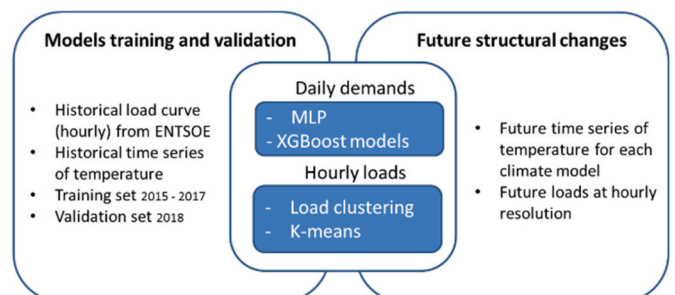 Models training and validation
• Historical load curve
(hourly) from ENTSOE
• Historical time series
of temperature
• Training set 2015 - 2017
• Validation set 2018
Daily demands
- MLP
- XGBoost models
Hourly loads
- Load clustering
- K-means
Future structural changes
• Future time series of
temperature for each
climate model
• Future loads at hourly
resolution